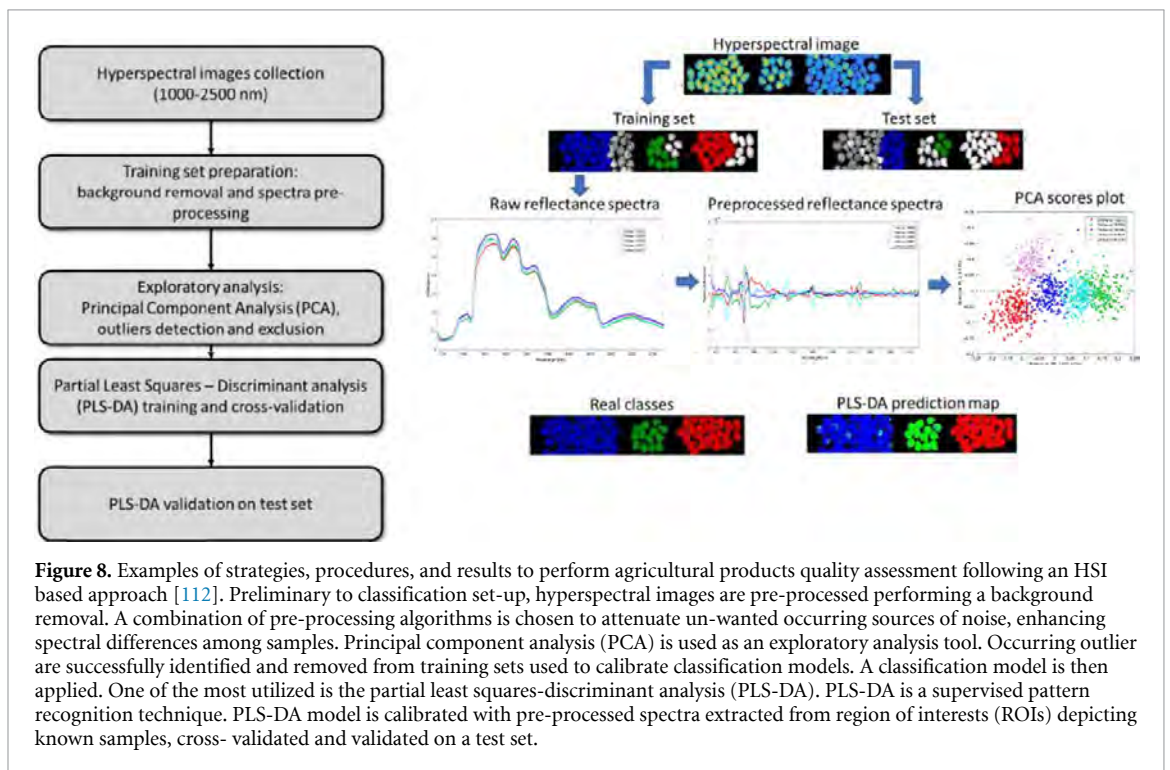 Hyperspectral images collection
(1000-2500 nm)
Training set preparation:
background removal and spectra pre-
processing
Exploratory analysis:
Principal Component Analysis (PCA),
outliers detection and exclusion
Partial Least Squares – Discriminant analysis
(PLS-DA) training and cross-validation
PLS-DA validation on test set
Hyperspectral image
Training set
Test set
Raw reflectance spectra
Preprocessed reflectance spectra
PCA scores plot
Real classes
PLS-DA prediction map
Figure 8. Examples of strategies, procedures, and results to perform agricultural products quality assessment following an HSI
based approach [112]. Preliminary to classification set-up, hyperspectral images are pre-processed performing a background
removal. A combination of pre-processing algorithms is chosen to attenuate un-wanted occurring sources of noise, enhancing
spectral differences among samples. Principal component analysis (PCA) is used as an exploratory analysis tool. Occurring outlier
are successfully identified and removed from training sets used to calibrate classification models. A classification model is then
applied. One of the most utilized is the partial least squares-discriminant analysis (PLS-DA). PLS-DA is a supervised pattern
recognition technique. PLS-DA model is calibrated with pre-processed spectra extracted from region of interests (ROIs) depicting
known samples, cross- validated and validated on a test set.